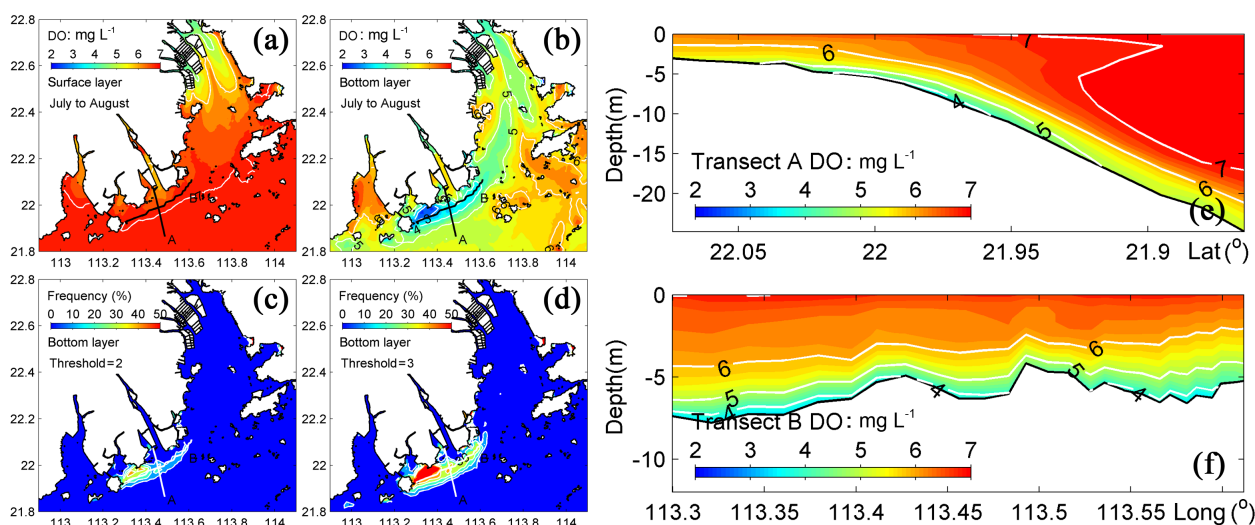 22.8
22.6
22.4
22.2
22
21.8
DO: mg L⁻¹
2 3 4 5 6 7
Surface layer
July to August
(a)
B
A
113 113.2 113.4 113.6 113.8 114
22.8
22.6
22.4
22.2
22
21.8
DO: mg L⁻¹
2 3 4 5 6 7
Bottom layer
July to August
(b)
6
5
5
6
6
5
5
4
3
6
B
A
113 113.2 113.4 113.6 113.8 114
22.8
22.6
22.4
22.2
22
21.8
Frequency (%)
0 10 20 30 40 50
Bottom layer
Threshold=2
(c)
B
A
113 113.2 113.4 113.6 113.8 114
22.8
22.6
22.4
22.2
22
21.8
Frequency (%)
0 10 20 30 40 50
Bottom layer
Threshold=3
(d)
B
A
113 113.2 113.4 113.6 113.8 114
0
-5
-10
-15
-20
Depth(m)
6
7
4
5
7
6
Transect A DO: mg L⁻¹
2 3 4 5 6 7
(e)
22.05 22 21.95 21.9 Lat (°)
0
-5
-10
Depth(m)
6
5
4
6
5
4
4
Transect B DO: mg L⁻¹
2 3 4 5 6 7
(f)
113.3 113.35 113.4 113.45 113.5 113.55 Long (°)